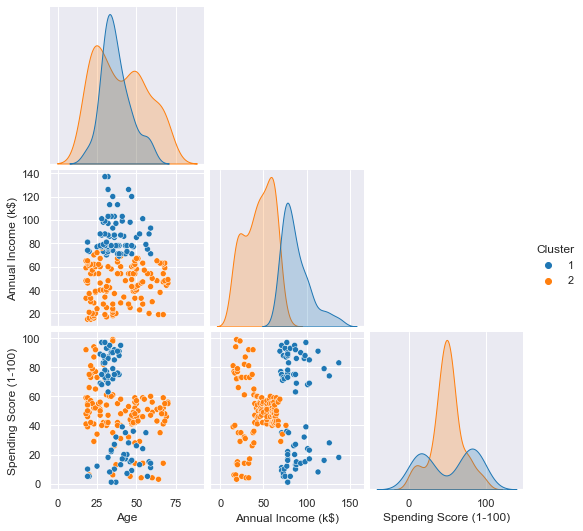 Annual Income (k$)
140
120
100
80
60
40
20
Cluster
1
2
Spending Score (1-100)
100
80
60
40
20
0
0 25 50 75
0 50 100 150
0 100
Age
Annual Income (k$)
Spending Score (1-100)